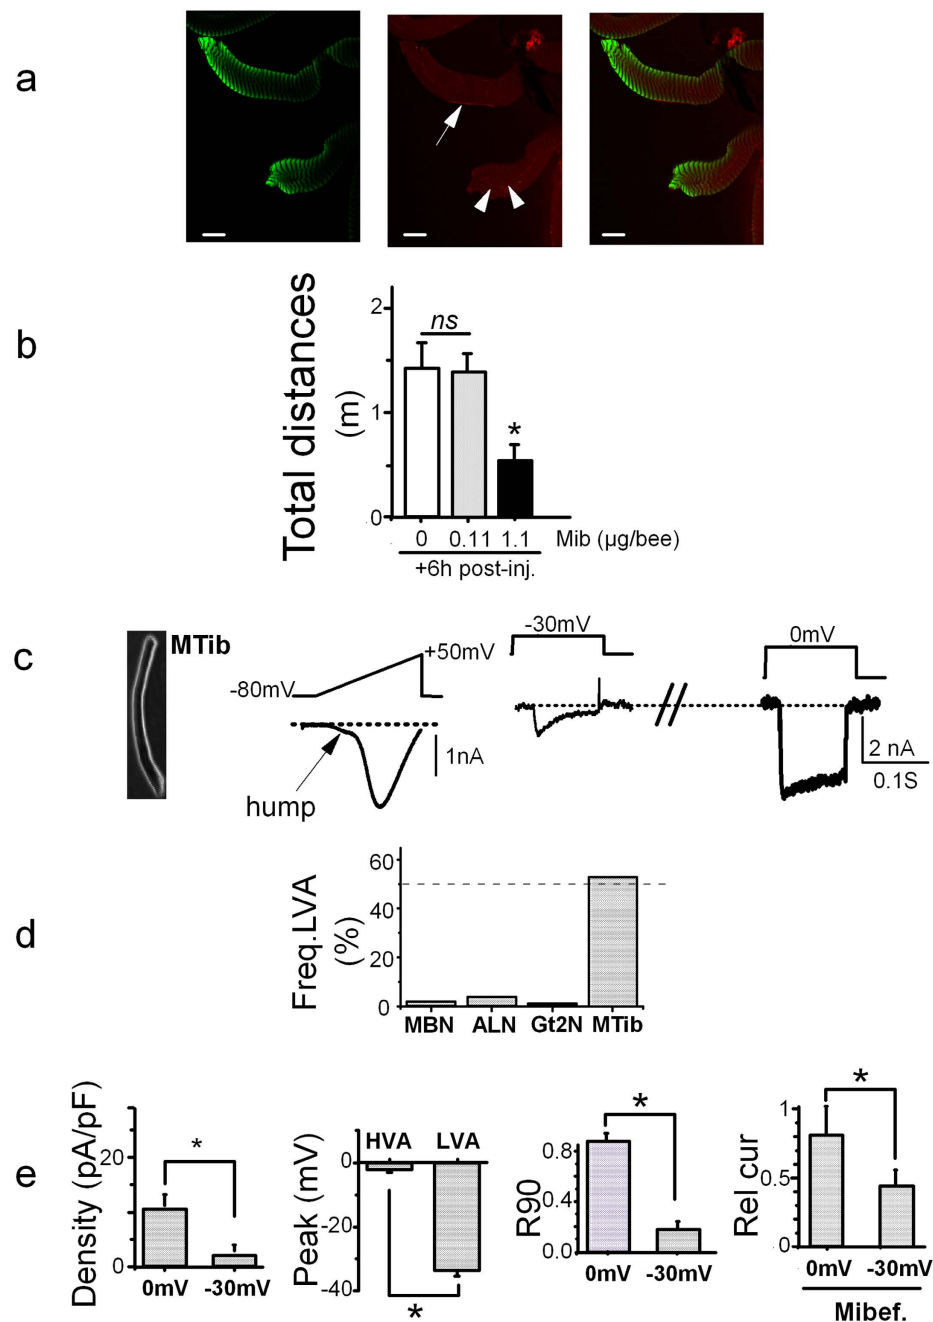 a
b
Total distances
(m)
2
1
0
ns
*
0 0.11 1.1 Mib (µg/bee)
+6h post-inj.
c
MTib
-80mV
+50mV
hump
1nA
-30mV
0mV
2 nA
0.1S
d
Freq.LVA
(%)
60
40
20
0
MBN ALN Gt2N MTib
e
Density (pA/pF)
20
0
*
0mV -30mV
Peak (mV)
HVA LVA
0
-20
-40
*
R90
0.8
0.4
0.0
*
0mV -30mV
Rel cur
1
0.5
0
*
0mV -30mV
Mibef.